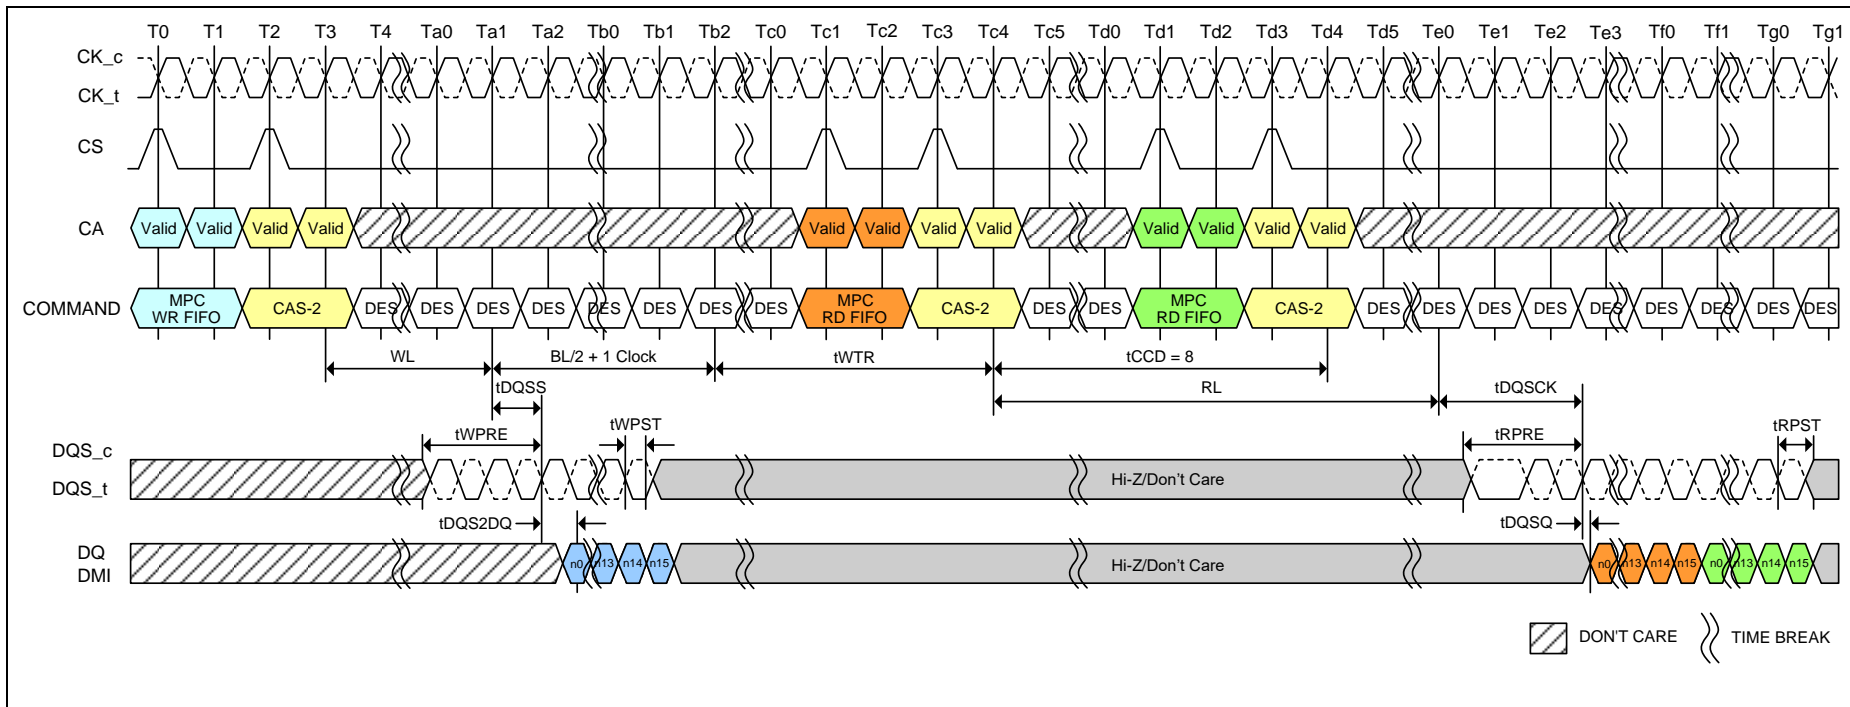 T0 T1 T2 T3 T4 Ta0 Ta1 Ta2 Tb0 Tb1 Tb2 Tc0 Tc1 Tc2 Tc3 Tc4 Tc5 Td0 Td1 Td2 Td3 Td4 Td5 Te0 Te1 Te2 Te3 Tf0 Tf1 Tg0 Tg1
CK_c
CK_t
CS
CA Valid Valid Valid Valid Valid Valid Valid Valid Valid Valid Valid Valid
COMMAND MPC WR FIFO CAS-2 DES DES DES DES DES DES DES DES MPC RD FIFO CAS-2 DES DES MPC RD FIFO CAS-2 DES DES DES DES DES DES DES DES DES
WL BL/2 + 1 Clock tWTR tCCD = 8
tDQSS RL tDQSCK
tWPRE tWPST tRPRE tRPST
DQS_c
DQS_t Hi-Z/Don't Care
tDQS2DQ tDQSQ
DQ
DMI n0 n13 n14 n15 Hi-Z/Don't Care n0 n13 n14 n15 n0 n13 n14 n15
DON'T CARE TIME BREAK